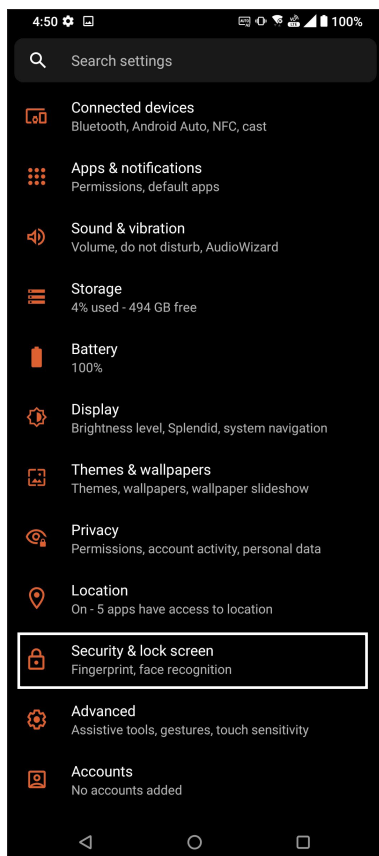 4:50
100%
Search settings
Connected devices
Bluetooth, Android Auto, NFC, cast
Apps & notifications
Permissions, default apps
Sound & vibration
Volume, do not disturb, AudioWizard
Storage
4% used - 494 GB free
Battery
100%
Display
Brightness level, Splendid, system navigation
Themes & wallpapers
Themes, wallpapers, wallpaper slideshow
Privacy
Permissions, account activity, personal data
Location
On - 5 apps have access to location
Security & lock screen
Fingerprint, face recognition
Advanced
Assistive tools, gestures, touch sensitivity
Accounts
No accounts added